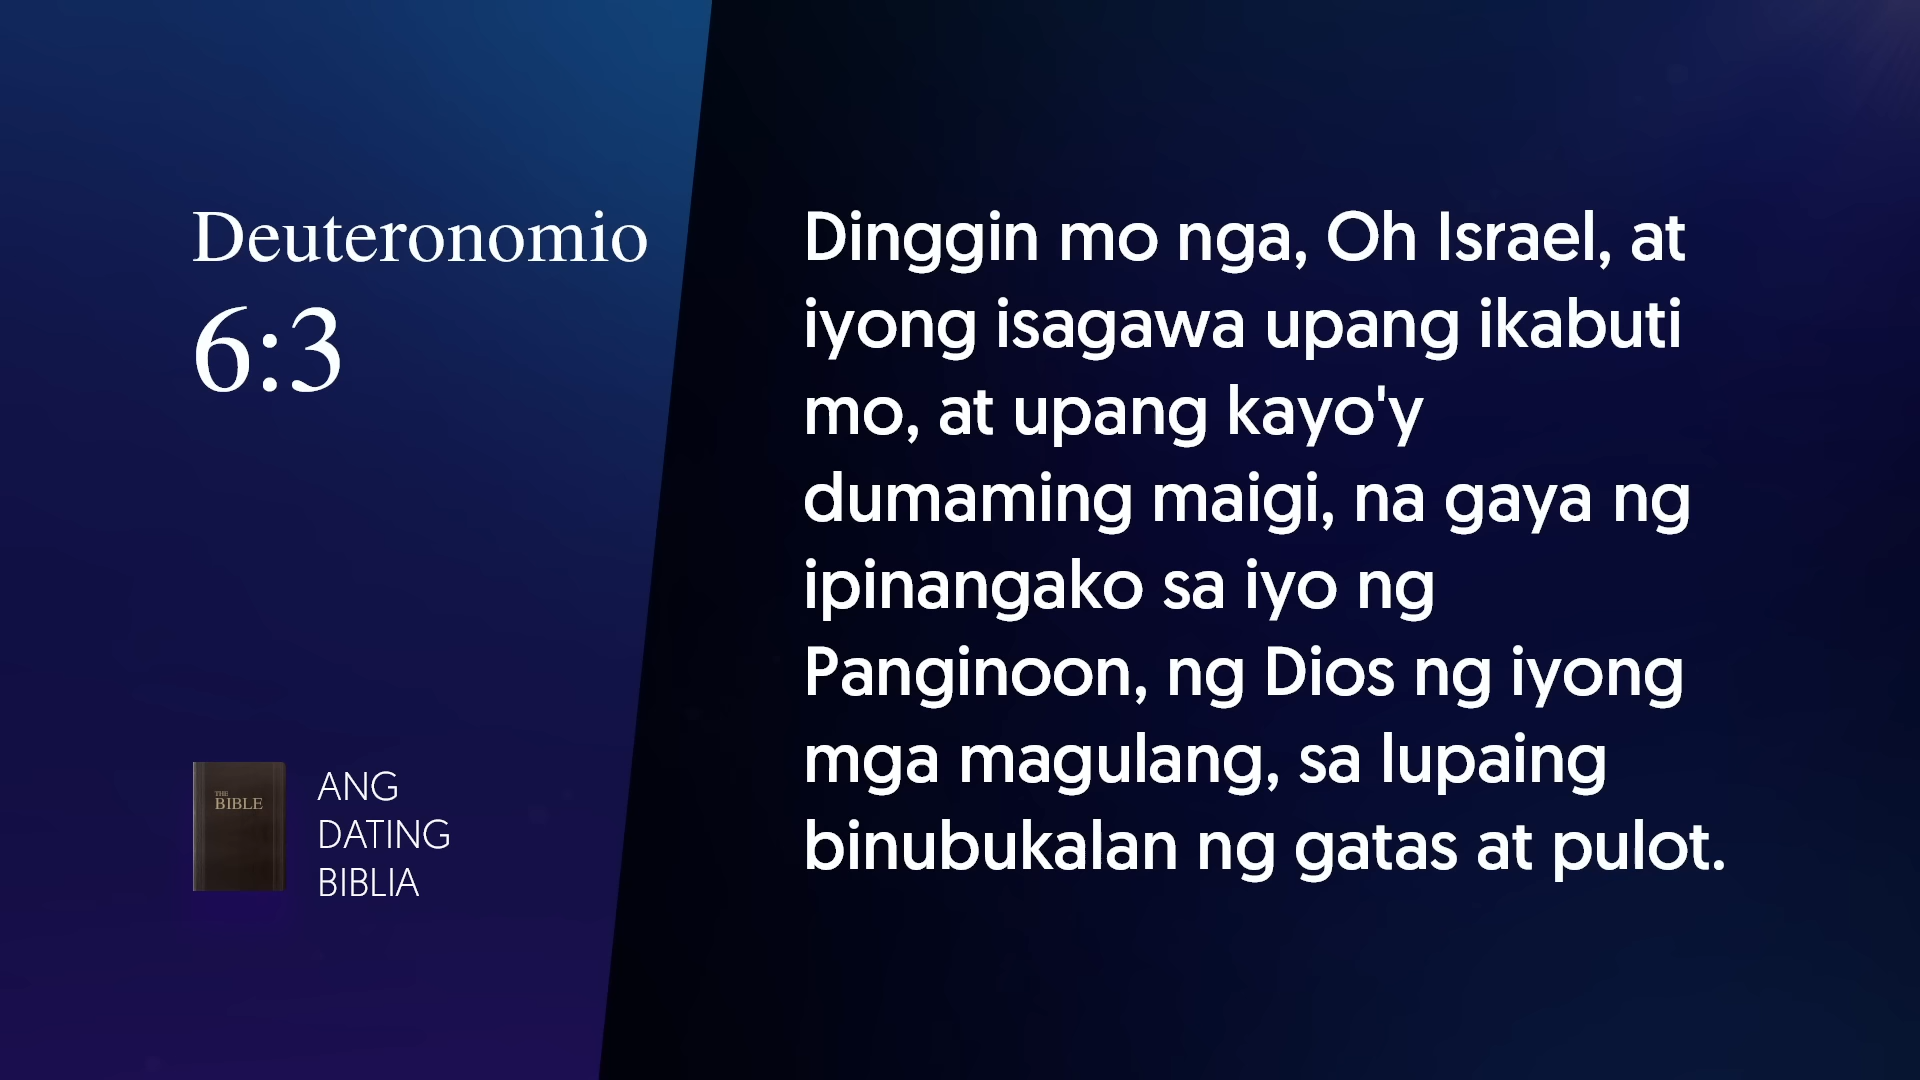 Deuteronomio
6:3
Dinggin mo nga, Oh Israel, at
iyong isagawa upang ikabuti
mo, at upang kayo'y
dumaming maigi, na gaya ng
ipinangako sa iyo ng
Panginoon, ng Dios ng iyong
mga magulang, sa lupaing
binubukalan ng gatas at pulot.
THE
BIBLE
ANG
DATING
BIBLIA